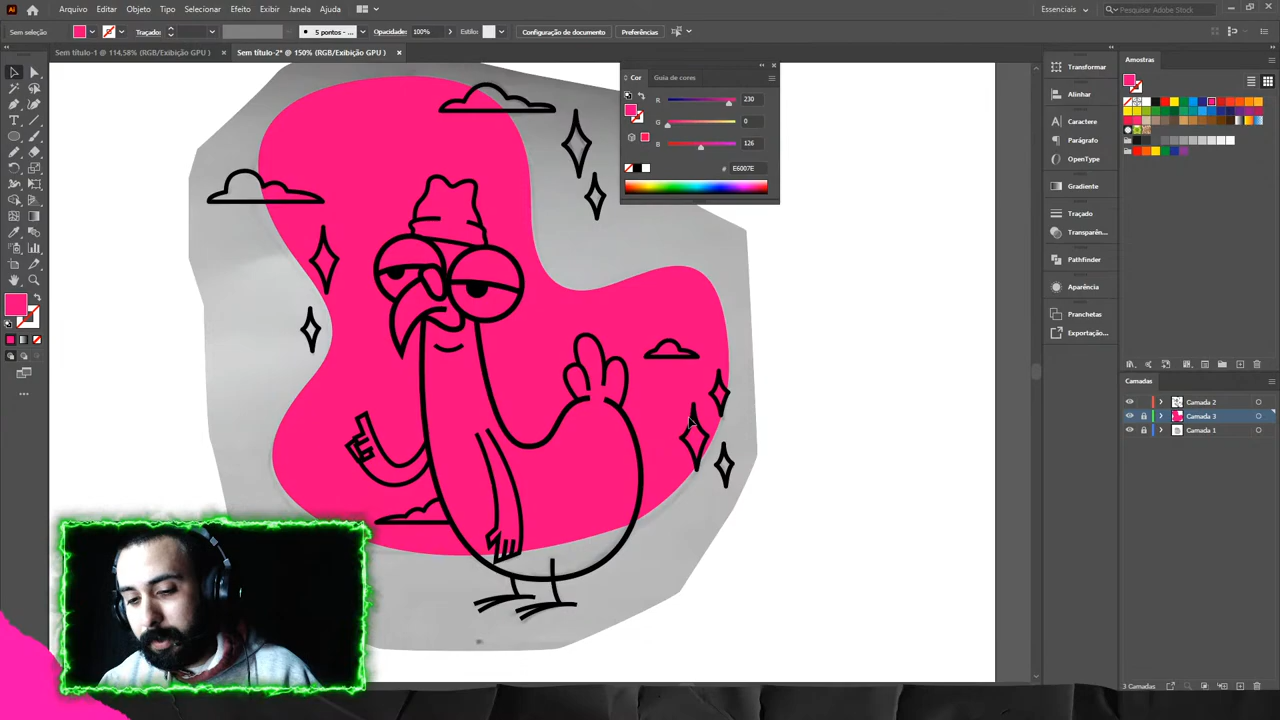 Ai Arquivo Editar Objeto Tipo Selecionar Efeito Exibir Janela Ajuda Essenciais Pesquisar Adobe Stock
Sem seleção Traçado: 5 pontos - ... Opacidade: 100% Estilo: Configuração de documento Preferências
Sem título-1 @ 114,58% (RGB/Exibição GPU) × Sem título-2* @ 150% (RGB/Exibição GPU) ×
Cor Guia de cores
R 230
G 0
B 126
# E6007E
Transformar
Alinhar
Caractere
Parágrafo
OpenType
Gradiente
Traçado
Transparên...
Pathfinder
Aparência
Pranchetas
Exportação...
Amostras
Camadas
Camada 2
Camada 3
Camada 1
3 Camadas